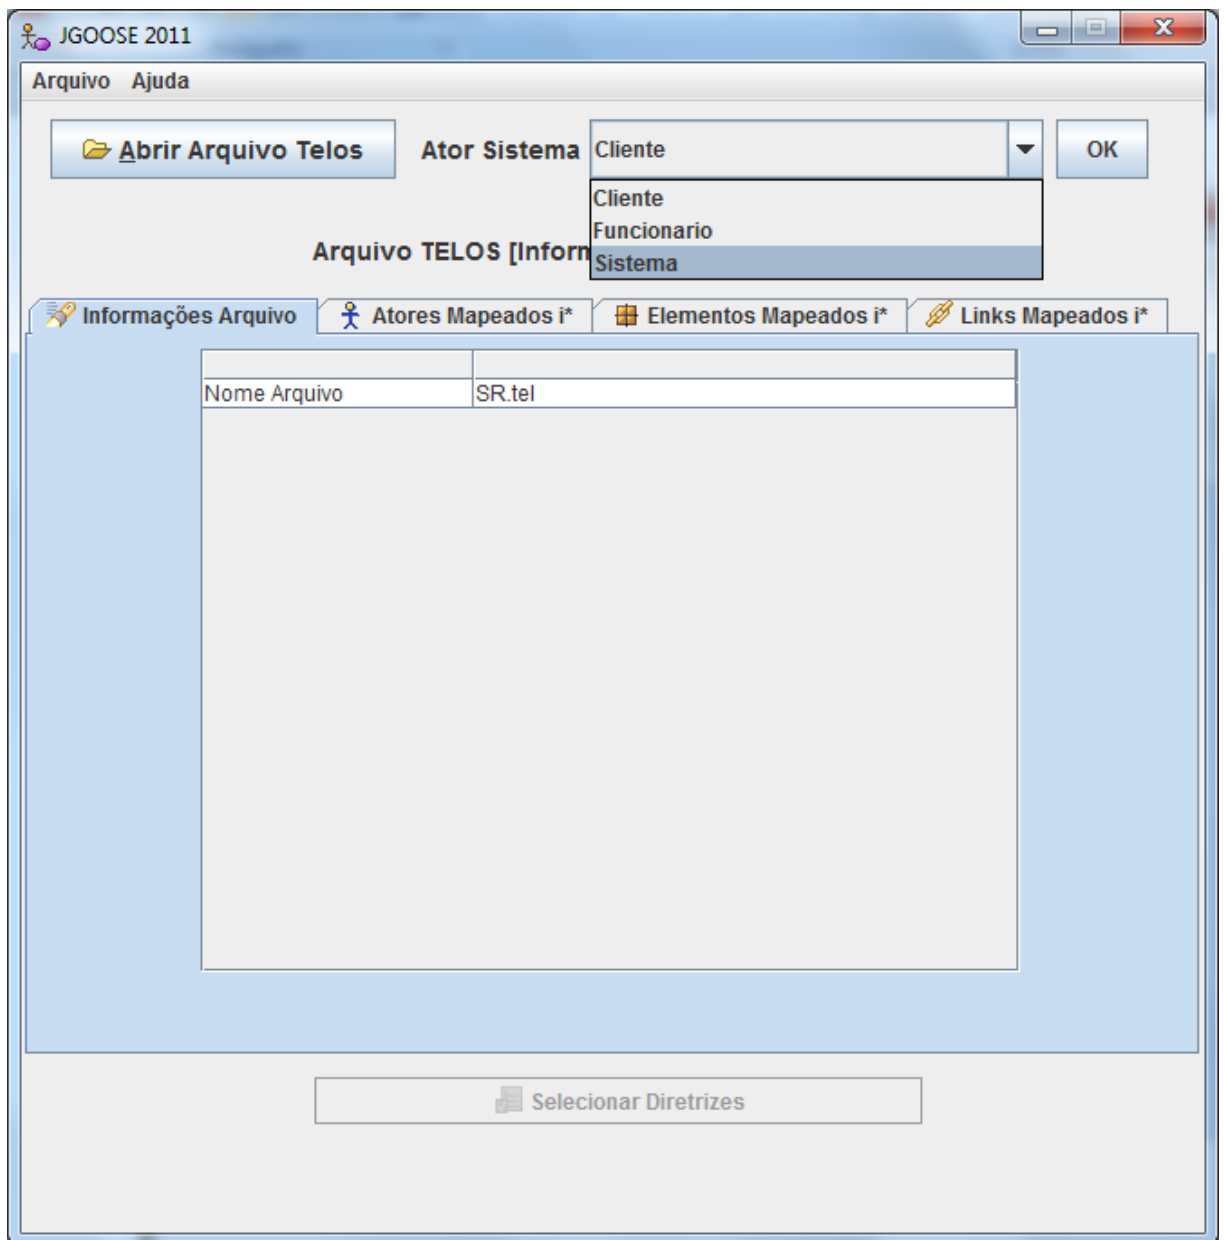 JGOOSE 2011
Arquivo Ajuda
Abrir Arquivo Telos Ator Sistema Cliente OK
Cliente
Funcionario
Arquivo TELOS [Inform
Sistema
Informações Arquivo Atores Mapeados i* Elementos Mapeados i* Links Mapeados i*
Nome Arquivo SR.tel
Selecionar Diretrizes